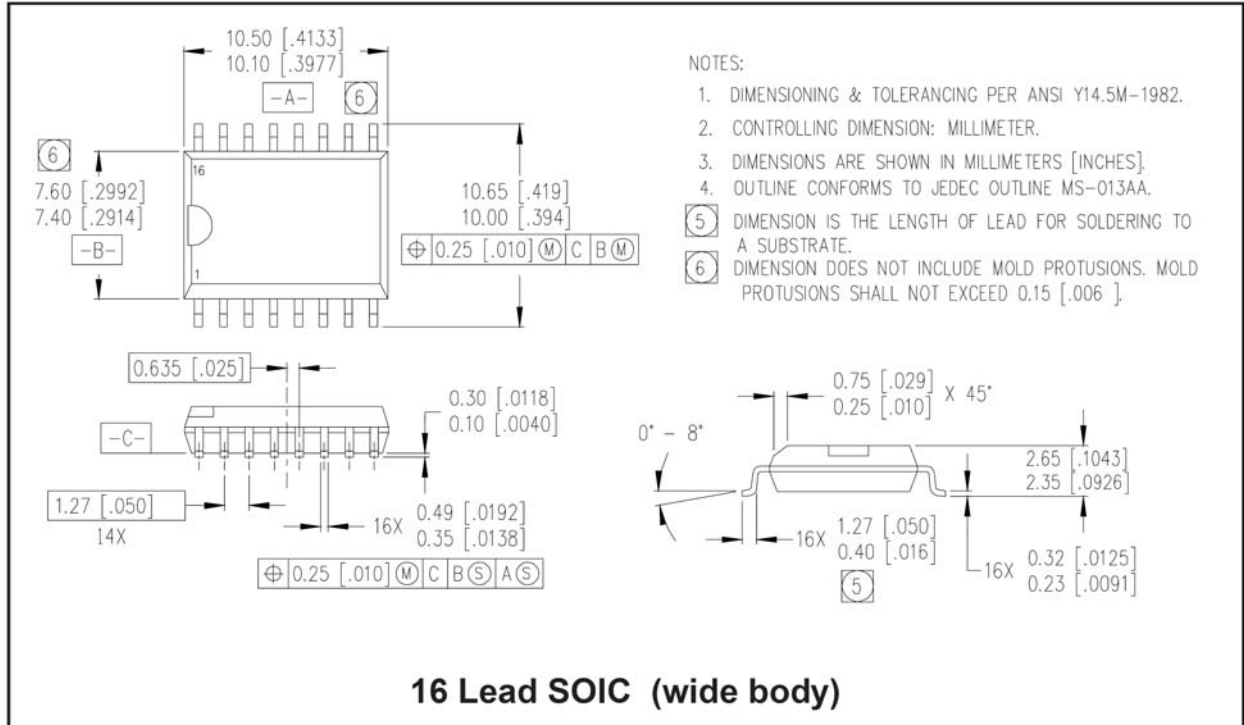 10.50 [.4133]
10.10 [.3977]
-A-
6
6
7.60 [.2992]
7.40 [.2914]
-B-
16
1
10.65 [.419]
10.00 [.394]
⌖ 0.25 [.010] Ⓜ C B Ⓜ
NOTES:
1. DIMENSIONING & TOLERANCING PER ANSI Y14.5M-1982.
2. CONTROLLING DIMENSION: MILLIMETER.
3. DIMENSIONS ARE SHOWN IN MILLIMETERS [INCHES].
4. OUTLINE CONFORMS TO JEDEC OUTLINE MS-013AA.
5 DIMENSION IS THE LENGTH OF LEAD FOR SOLDERING TO
A SUBSTRATE.
6 DIMENSION DOES NOT INCLUDE MOLD PROTUSIONS. MOLD
PROTUSIONS SHALL NOT EXCEED 0.15 [.006 ].
0.635 [.025]
0.30 [.0118
0.10 [.0040]
-C-
1.27 [.050]
14X
16X 0.49 [.0192
0.35 [.0138]
⌖ 0.25 [.010] Ⓜ C B Ⓢ A Ⓢ
0.75 [.029]
0.25 [.010] X 45°
0° - 8°
2.65 [.1043]
2.35 [.0926]
16X 1.27 [.050]
0.40 [.016]
5
16X 0.32 [.0125
0.23 [.0091]
16 Lead SOIC (wide body)